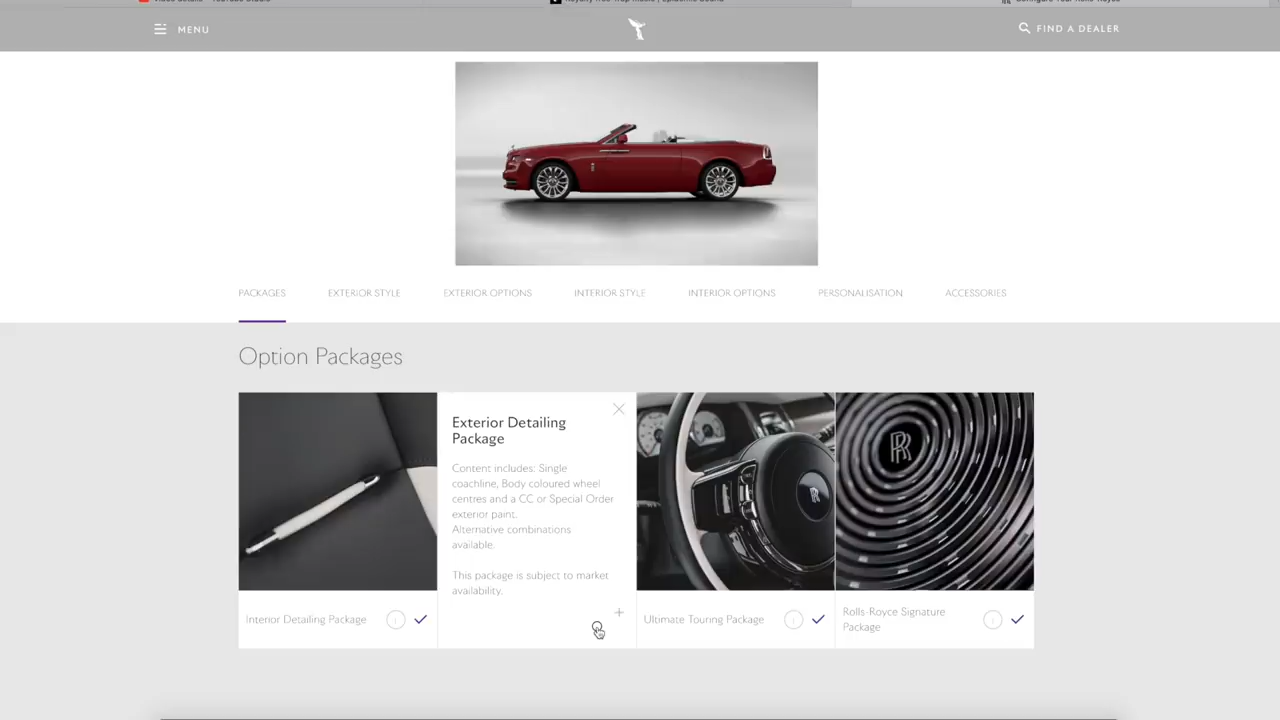 MENU
FIND A DEALER
PACKAGES
EXTERIOR STYLE
EXTERIOR OPTIONS
INTERIOR STYLE
INTERIOR OPTIONS
PERSONALISATION
ACCESSORIES
Option Packages
Interior Detailing Package
Exterior Detailing
Package
Content includes: Single
coachline, Body coloured wheel
centres and a CC or Special Order
exterior paint.
Alternative combinations
available.
This package is subject to market
availability.
Ultimate Touring Package
RR
Rolls-Royce Signature
Package